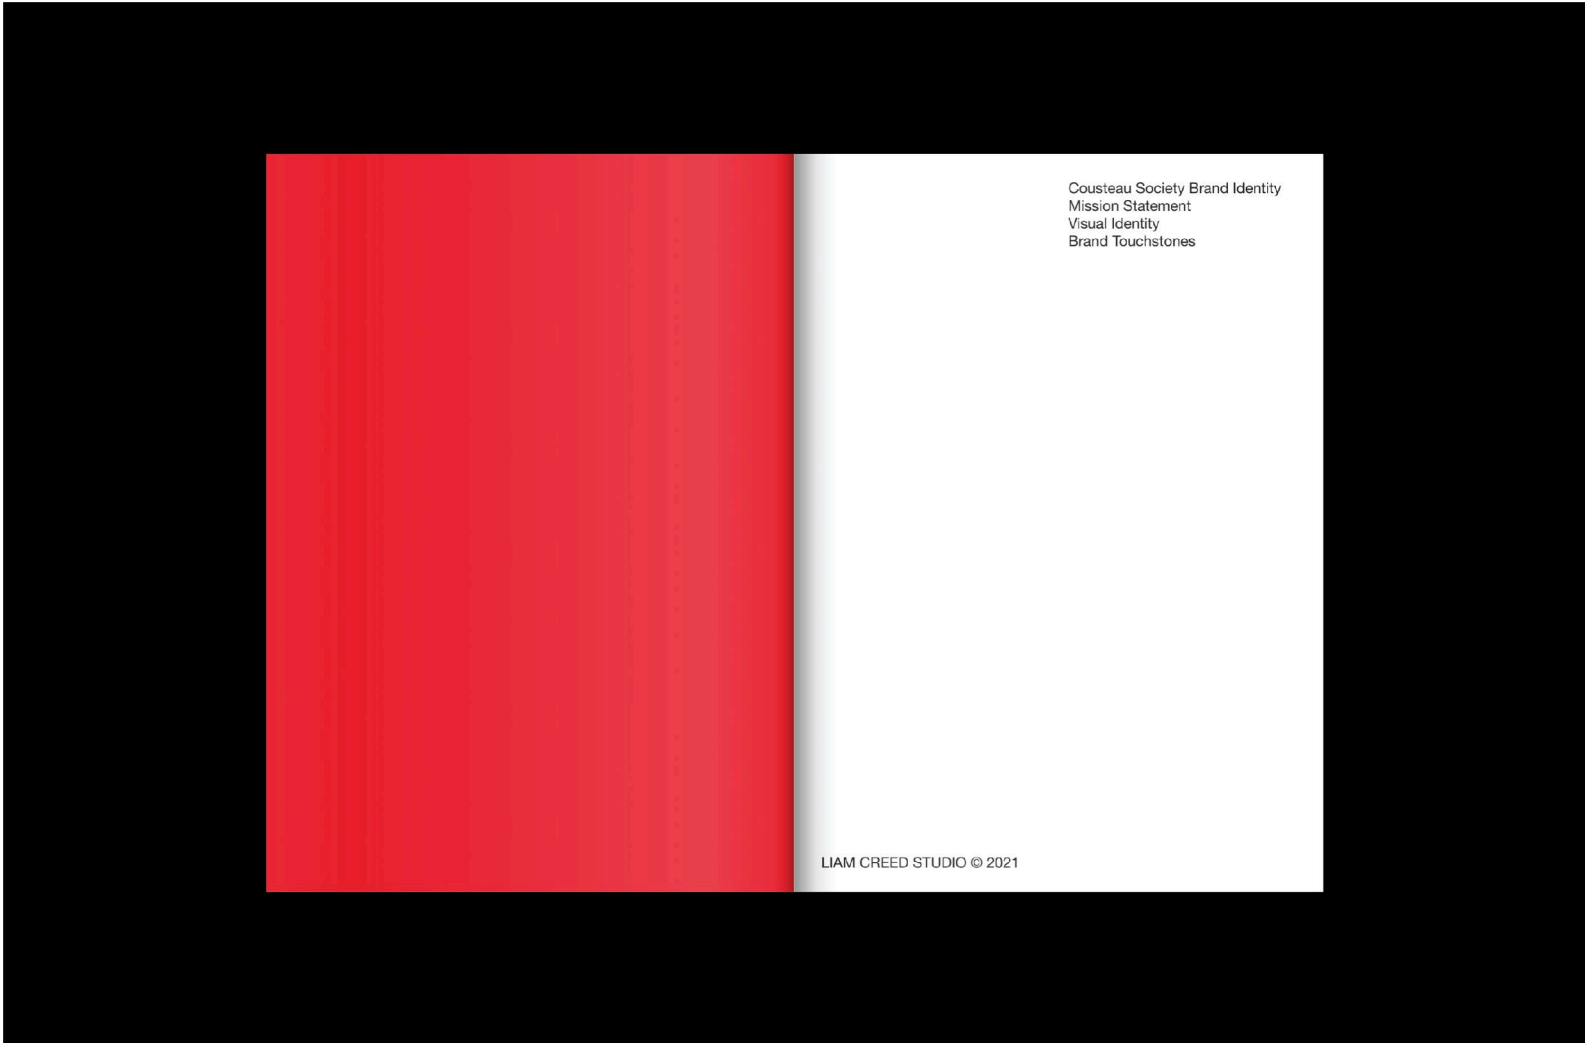 Cousteau Society Brand Identity
Mission Statement
Visual Identity
Brand Touchstones
LIAM CREED STUDIO © 2021